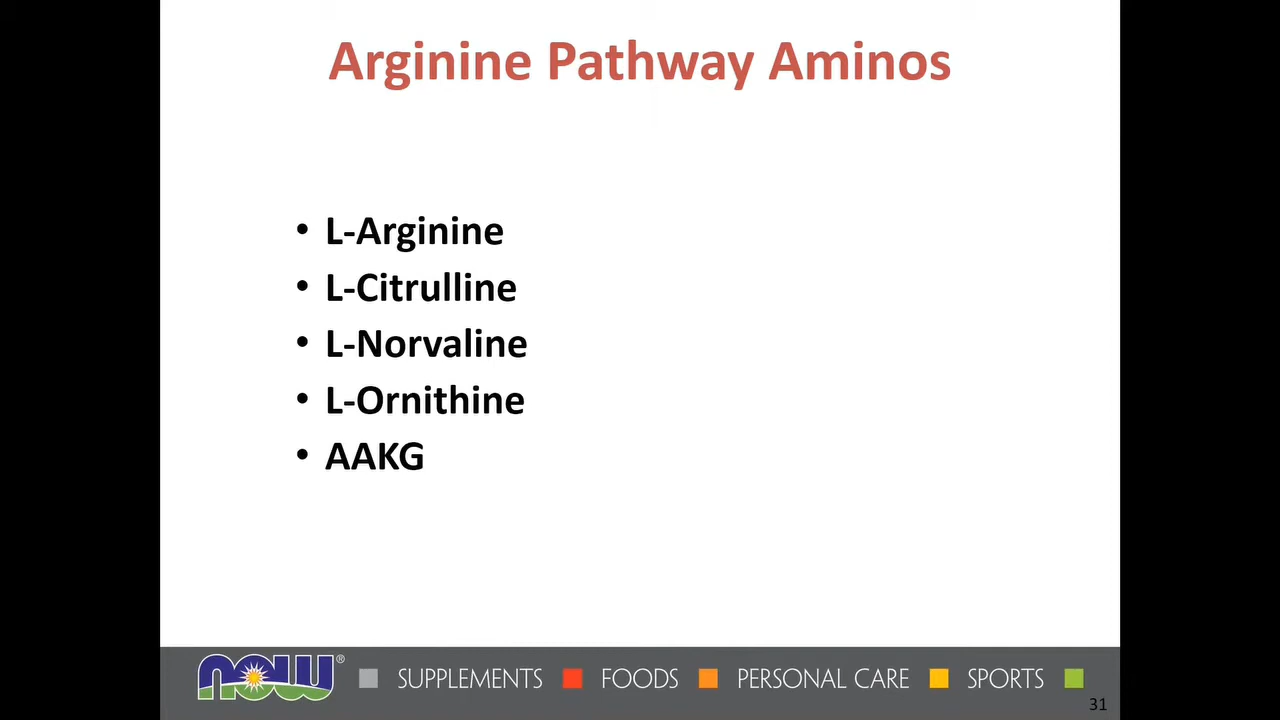 Arginine Pathway Aminos
• L-Arginine
• L-Citrulline
• L-Norvaline
• L-Ornithine
• AAKG
now® SUPPLEMENTS FOODS PERSONAL CARE SPORTS
31